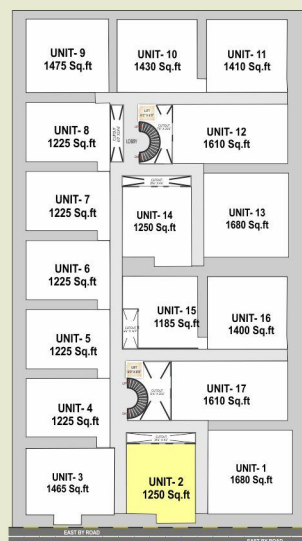 UNIT- 9
1475 Sq.ft
UNIT- 10
1430 Sq.ft
UNIT- 11
1410 Sq.ft
UNIT- 8
1225 Sq.ft
LIFT
LOBBY
UNIT- 12
1610 Sq.ft
UNIT- 7
1225 Sq.ft
UNIT- 14
1250 Sq.ft
UNIT- 13
1680 Sq.ft
UNIT- 6
1225 Sq.ft
UNIT- 15
1185 Sq.ft
UNIT- 16
1400 Sq.ft
UNIT- 5
1225 Sq.ft
LIFT
UNIT- 17
1610 Sq.ft
UNIT- 4
1225 Sq.ft
UNIT- 3
1465 Sq.ft
UNIT- 2
1250 Sq.ft
UNIT- 1
1680 Sq.ft
EAST BY ROAD
EAST BY ROAD